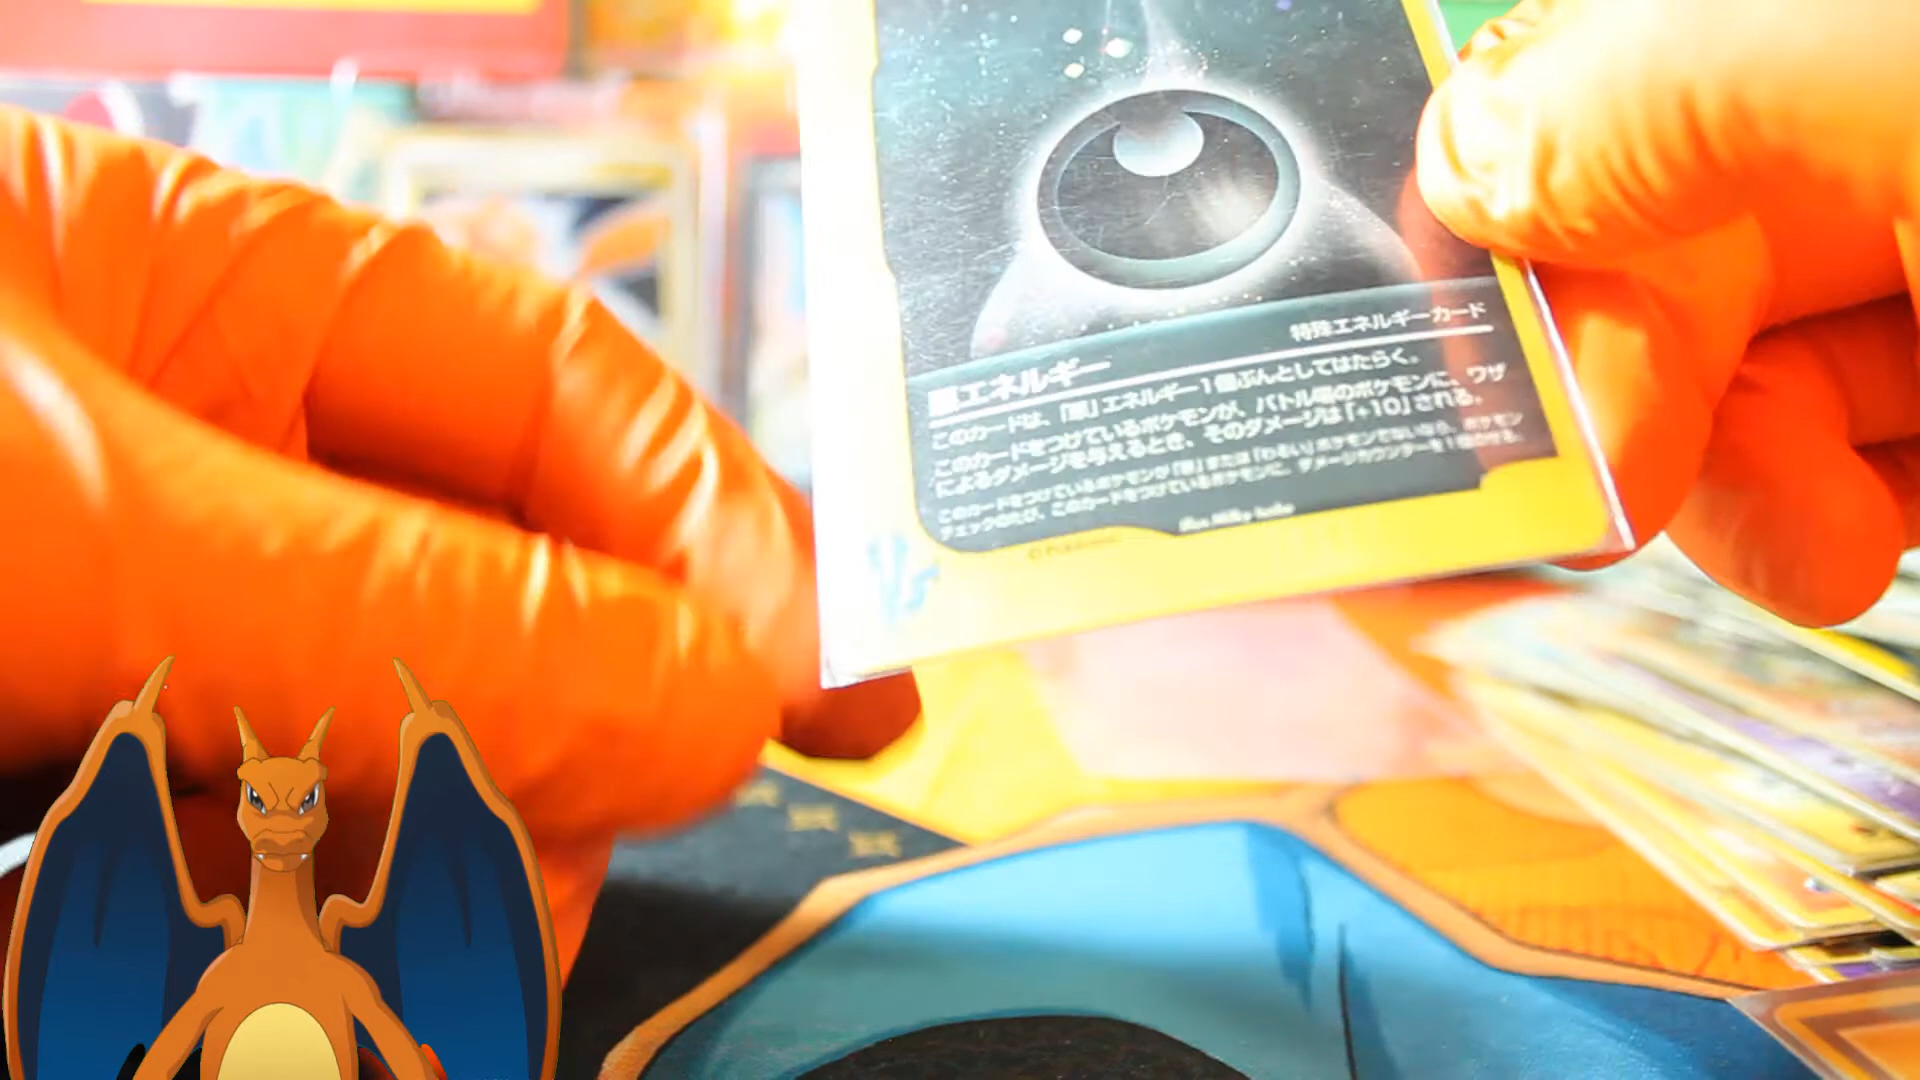 特殊エネルギーカード
悪エネルギー
このカードは、「悪」エネルギー1個ぶんとしてはたらく。
このカードをつけているポケモンが、バトル場のポケモンに、ワザ
によるダメージを与えるとき、そのダメージは「+10」される。
このカードをつけているポケモンが「悪」または「わるい」ポケモンでないなら、ポケモン
チェックのたび、このカードをつけているポケモンに、ダメージカウンターを1個のせる。
VS